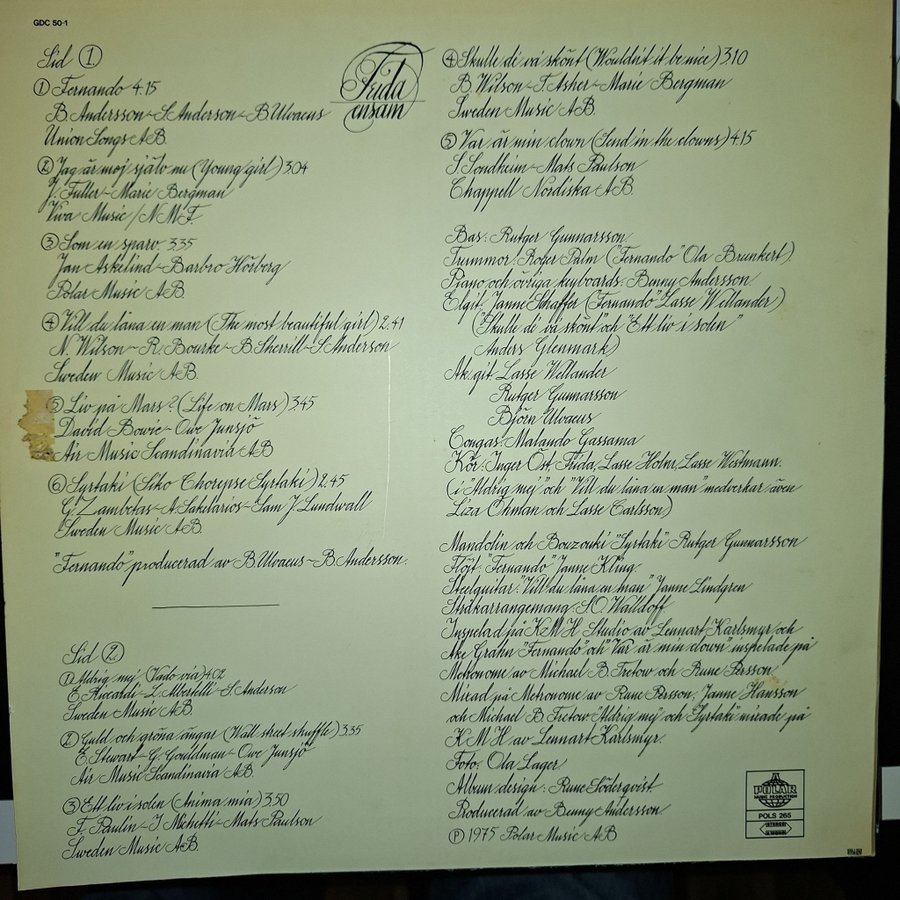 GDC 50-1
Frida
ensam
Sid 1
1 Fernando 4.15
B. Andersson - S. Anderson - B. Ulvaeus
Union Songs AB.
2 Jag är mej själv nu (Young girl) 3.04
J. Fuller - Marie Bergman
Viva Music / N.M.F.
3 Som en sparv 3.35
Jan Askelind - Barbro Hörberg
Polar Music AB.
4 Vill du låna en man (The most beautiful girl) 2.41
N. Wilson - R. Bourke - B. Sherrill - S. Anderson
Sweden Music AB.
5 Liv på Mars? (Life on Mars) 3.45
David Bowie - Owe Junsjö
Air Music Scandinavia AB
6 Syrtaki (Siko Chorepse Syrtaki) 2.45
G. Zambetas - A. Sakelarios - Sam J. Lundwall
Sweden Music AB.
"Fernando" producerad av B. Ulvaeus - B. Andersson.
Sid 2
1 Aldrig mej (Vado via) 4.02
E. Riccardi - L. Albertelli - S. Anderson
Sweden Music AB.
2 Guld och gröna ängar (Wall street shuffle) 3.35
E. Stewart - G. Gouldman - Owe Junsjö
Air Music Scandinavia AB.
3 Ett liv i solen (Anima mia) 3.50
F. Paulin - I. Michetti - Mats Paulson
Sweden Music AB.
4 Skulle de' va' skönt (Wouldn't it be nice) 3.10
B. Wilson - T. Asher - Marie Bergman
Sweden Music AB.
5 Var är min clown (Send in the clowns) 4.15
S. Sondheim - Mats Paulson
Chappell Nordiska AB.
Bas: Rutger Gunnarsson.
Trummor: Roger Palm ("Fernando" Ola Brunkert)
Piano och övriga keyboards: Benny Andersson.
El.git. Janne Schaffer ("Fernando" Lasse Wellander)
("Skulle de' va' skönt" och "Ett liv i solen"
Anders Glenmark)
Ak.git. Lasse Wellander
Rutger Gunnarsson
Björn Ulvaeus
Congas: Malando Gassama
Kör: Inger Öst, Frida, Lasse Holm, Lasse Westmann.
(i "Aldrig mej" och "Vill du låna en man" medverkar även
Liza Öhman och Lasse Carlsson)
Mandolin och Bouzouki "Syrtaki" Rutger Gunnarsson
Flöjt: "Fernando" Janne Kling.
Steelguitar: "Vill du låna en man" Janne Lindgren
Stråkarrangemang S.O. Walldoff
Inspelad på K.M.H Studio av Lennart Karlsmyr och
Åke Grahn "Fernando" och "Var är min clown" inspelade på
Metronome av Michael B. Tretow och Rune Persson.
Mixad på Metronome av Rune Persson, Janne Hansson
och Michael B. Tretow "Aldrig mej" och "Syrtaki" mixade på
K.M.H av Lennart Karlsmyr.
Foto: Ola Lager
Album design: Rune Söderqvist
Producerad av Benny Andersson.
℗ 1975 Polar Music AB
A
POLAR
MUSIC PRODUCTION
POLS 265
STEREO